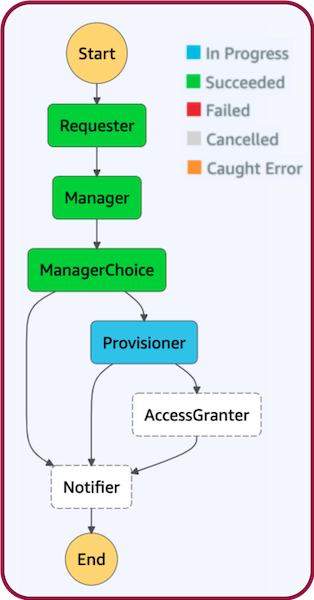 Start
In Progress
Succeeded
Failed
Cancelled
Caught Error
Requester
Manager
ManagerChoice
Provisioner
AccessGranter
Notifier
End